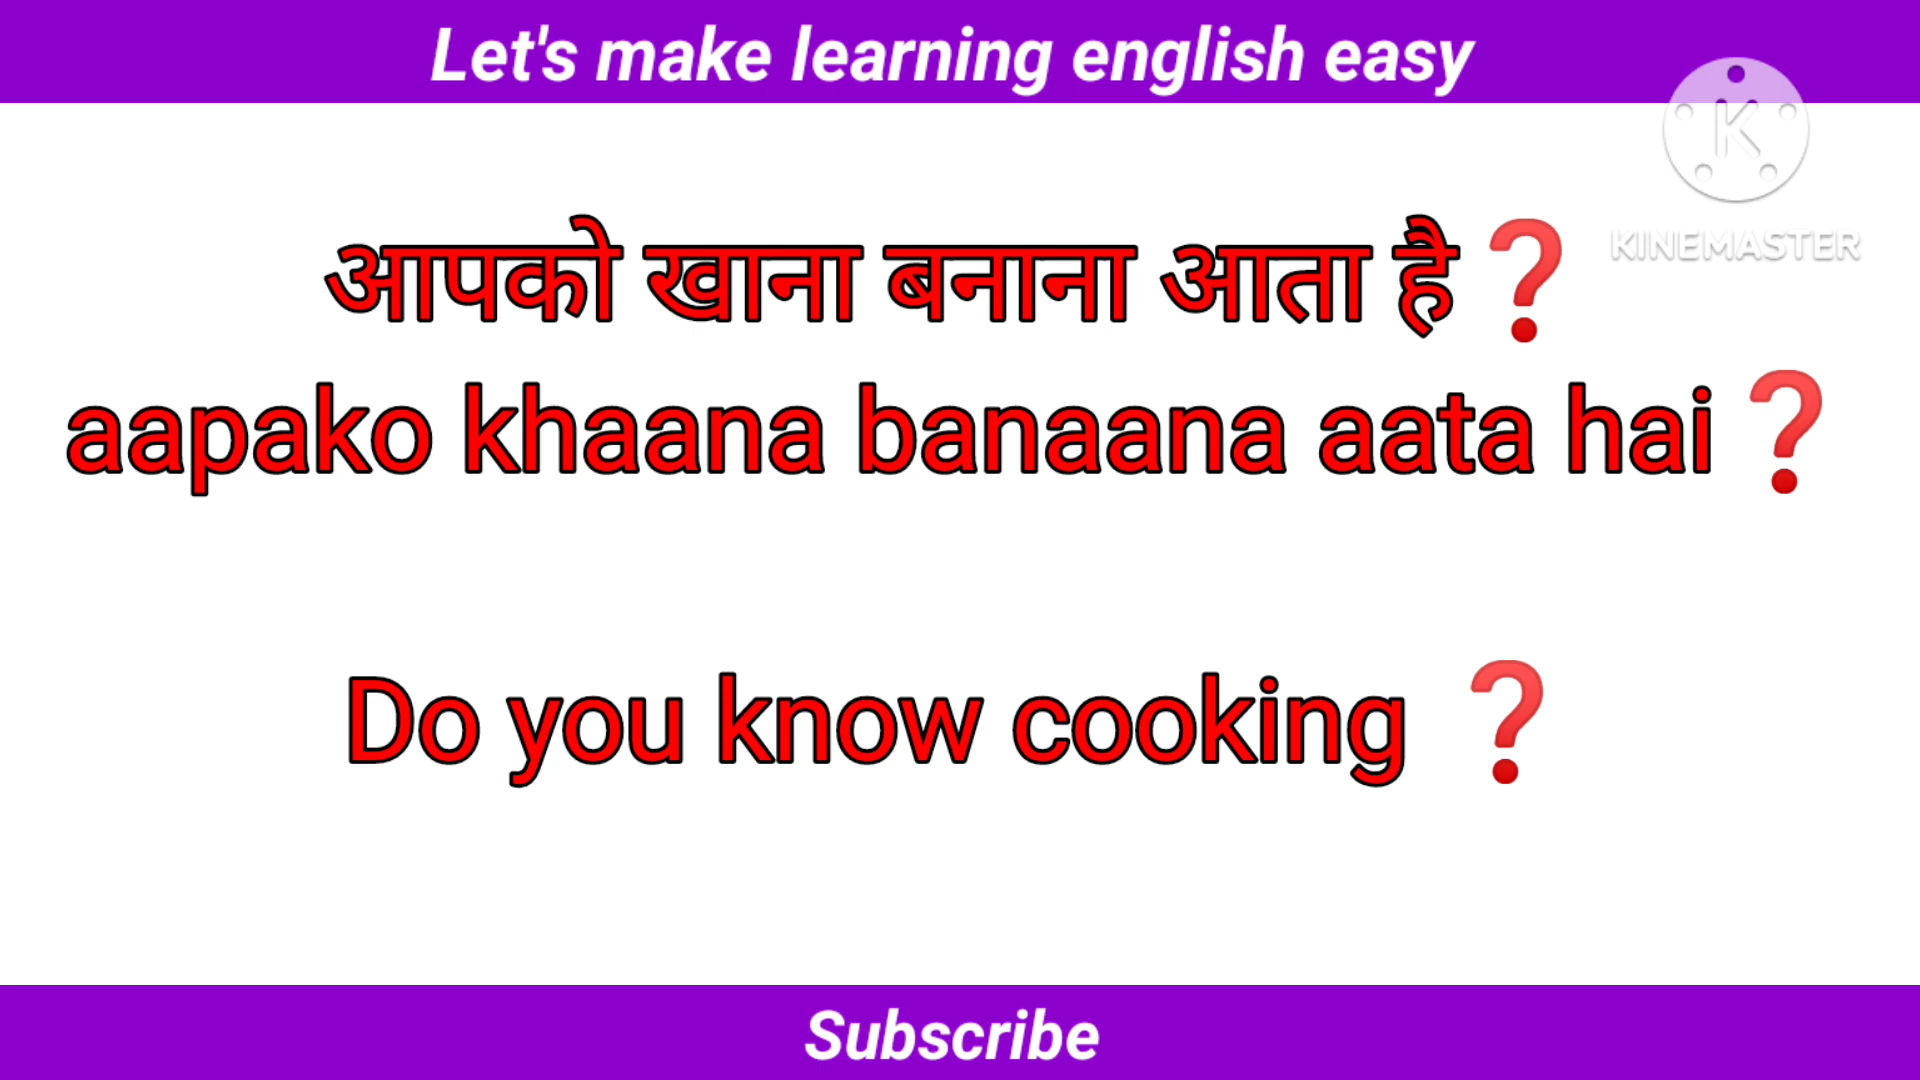 Let's make learning english easy
K
KINEMASTER
आपको खाना बनाना आता है❓
aapako khaana banaana aata hai❓
Do you know cooking ❓
Subscribe